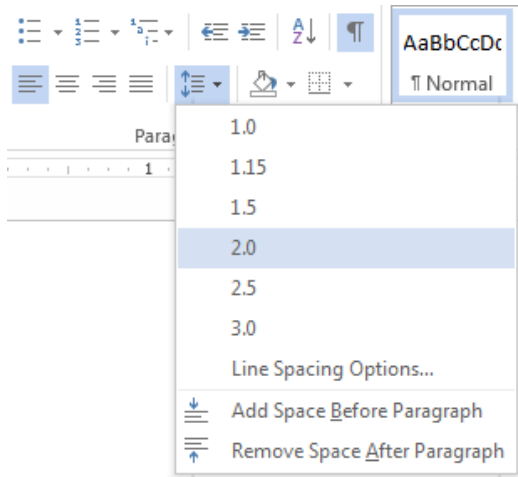 AaBbCcDc
¶ Normal
Para
1
1.0
1.15
1.5
2.0
2.5
3.0
Line Spacing Options...
Add Space Before Paragraph
Remove Space After Paragraph